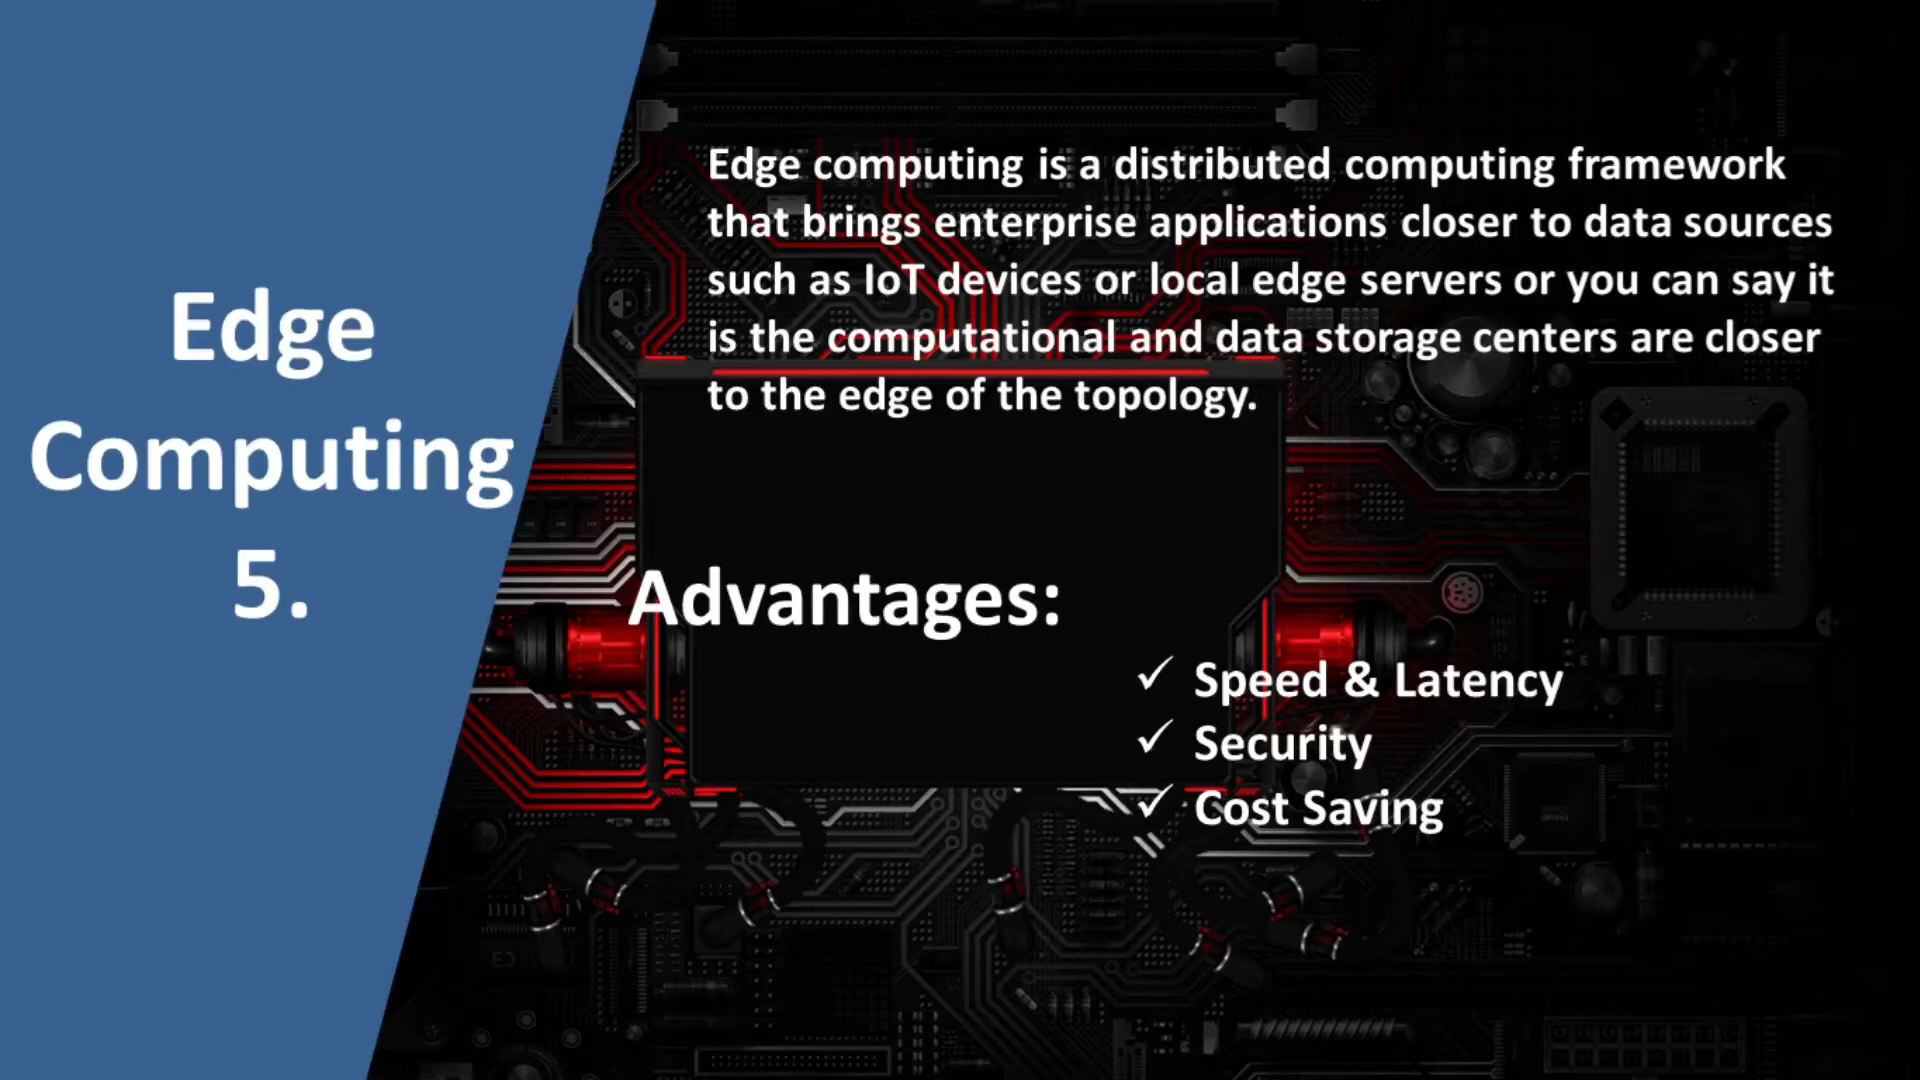 Edge
Computing
5.
Edge computing is a distributed computing framework
that brings enterprise applications closer to data sources
such as IoT devices or local edge servers or you can say it
is the computational and data storage centers are closer
to the edge of the topology.
Advantages:
✓ Speed & Latency
✓ Security
✓ Cost Saving